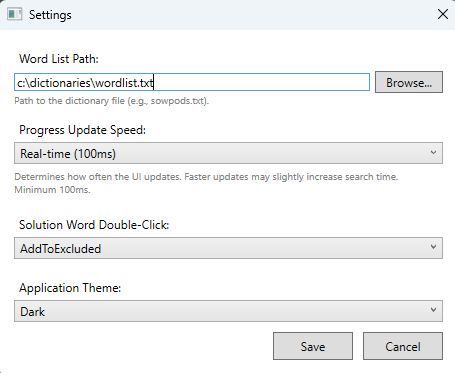 Settings
Word List Path:
c:\dictionaries\wordlist.txt
Browse...
Path to the dictionary file (e.g., sowpods.txt).
Progress Update Speed:
Real-time (100ms)
Determines how often the UI updates. Faster updates may slightly increase search time.
Minimum 100ms.
Solution Word Double-Click:
AddToExcluded
Application Theme:
Dark
Save
Cancel